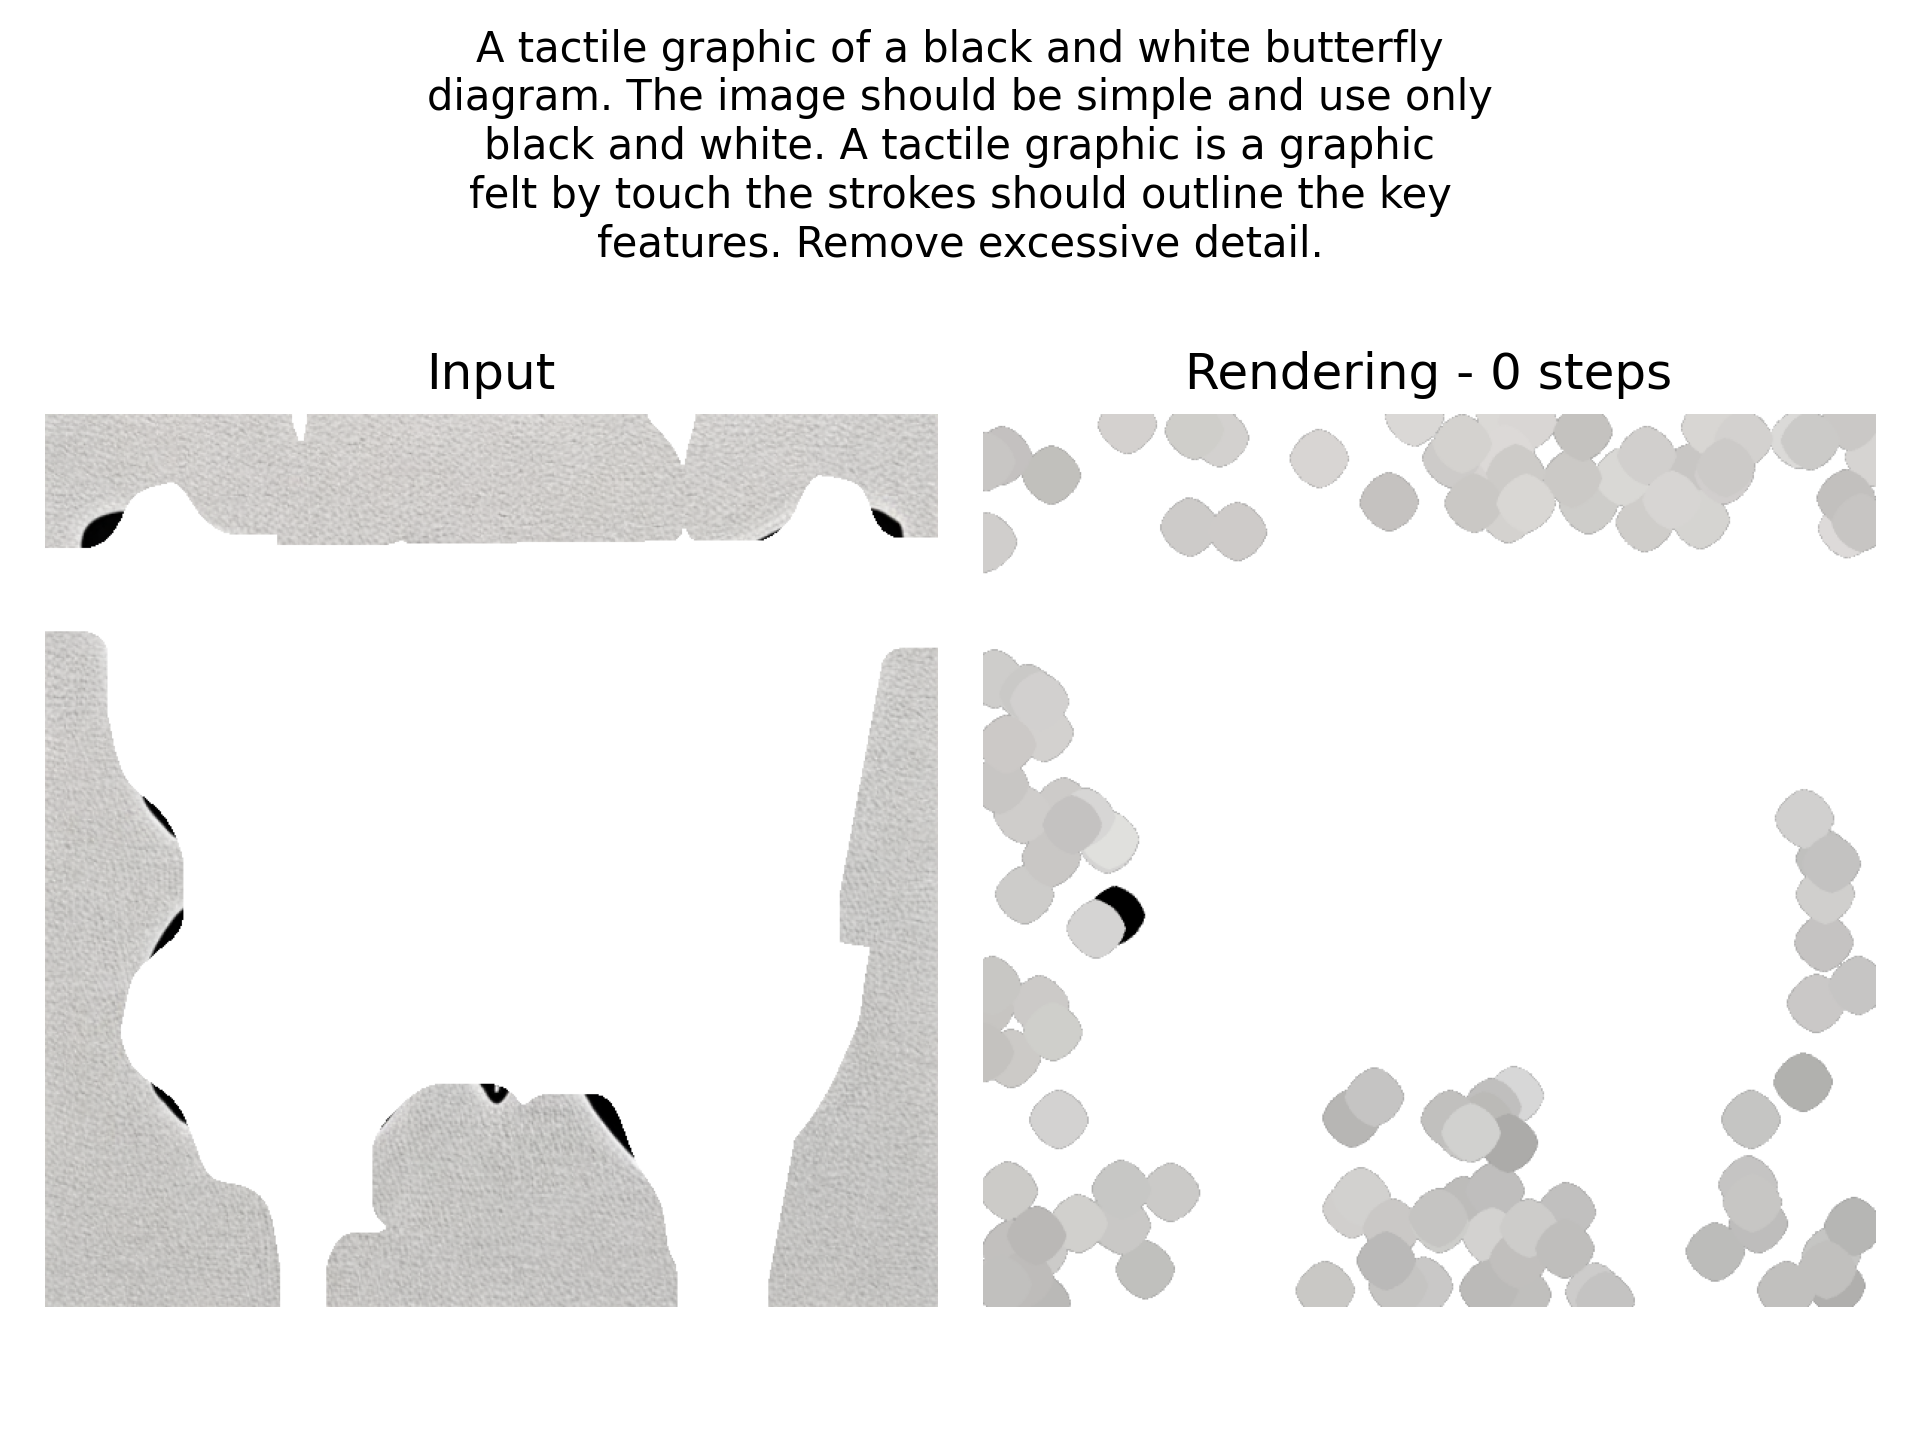 A tactile graphic of a black and white butterfly
diagram. The image should be simple and use only
black and white. A tactile graphic is a graphic
felt by touch the strokes should outline the key
features. Remove excessive detail.
Input
Rendering - 0 steps